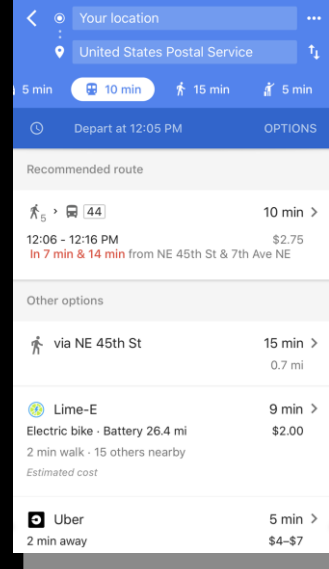 Your location
United States Postal Service
5 min
10 min
15 min
5 min
Depart at 12:05 PM
OPTIONS
Recommended route
5 > 44
10 min >
12:06 - 12:16 PM
$2.75
In 7 min & 14 min from NE 45th St & 7th Ave NE
Other options
via NE 45th St
15 min >
0.7 mi
Lime-E
9 min >
Electric bike · Battery 26.4 mi
$2.00
2 min walk · 15 others nearby
Estimated cost
Uber
5 min >
2 min away
$4–$7